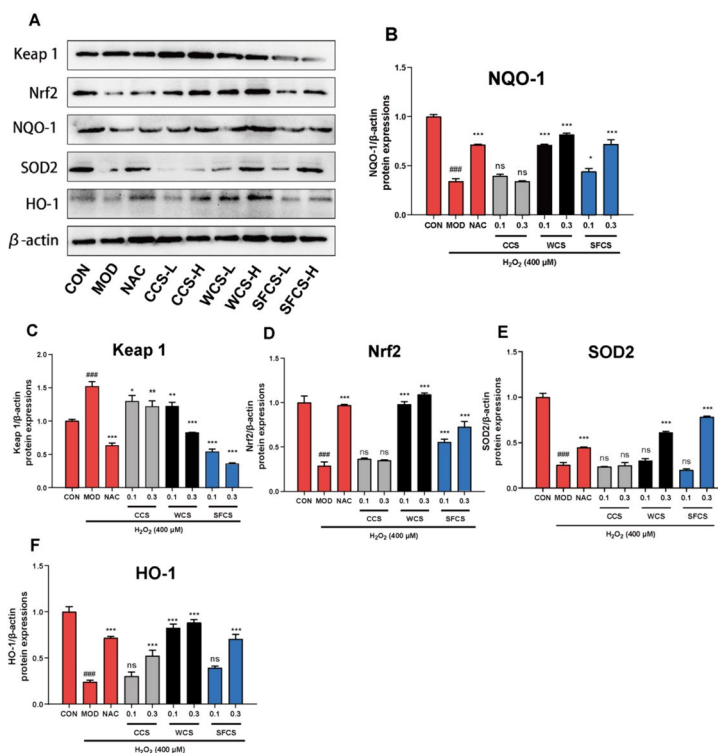 A
Keap 1
Nrf2
NQO-1
SOD2
HO-1
β-actin
CON MOD NAC CCS-L CCS-H WCS-L WCS-H SFCS-L SFCS-H
B
NQO-1
NQO-1/β-actin
protein expressions
1.5
1.0
0.5
0.0
###
***
ns
ns
***
***
*
***
CON MOD NAC 0.1 0.3 0.1 0.3 0.1 0.3
CCS WCS SFCS
H₂O₂ (400 μM)
C
Keap 1
Keap 1/β-actin
protein expressions
2.0
1.5
1.0
0.5
0.0
###
***
*
**
**
***
***
***
CON MOD NAC 0.1 0.3 0.1 0.3 0.1 0.3
CCS WCS SFCS
H₂O₂ (400 μM)
D
Nrf2
Nrf2/β-actin
protein expressions
1.5
1.0
0.5
0.0
###
***
ns
ns
***
***
***
***
CON MOD NAC 0.1 0.3 0.1 0.3 0.1 0.3
CCS WCS SFCS
H₂O₂ (400 μM)
E
SOD2
SOD2/β-actin
protein expressions
1.5
1.0
0.5
0.0
###
***
ns
ns
ns
***
ns
***
CON MOD NAC 0.1 0.3 0.1 0.3 0.1 0.3
CCS WCS SFCS
H₂O₂ (400 μM)
F
HO-1
HO-1/β-actin
protein expressions
1.5
1.0
0.5
0.0
###
***
ns
***
***
***
ns
***
CON MOD NAC 0.1 0.3 0.1 0.3 0.1 0.3
CCS WCS SFCS
H₂O₂ (400 μM)